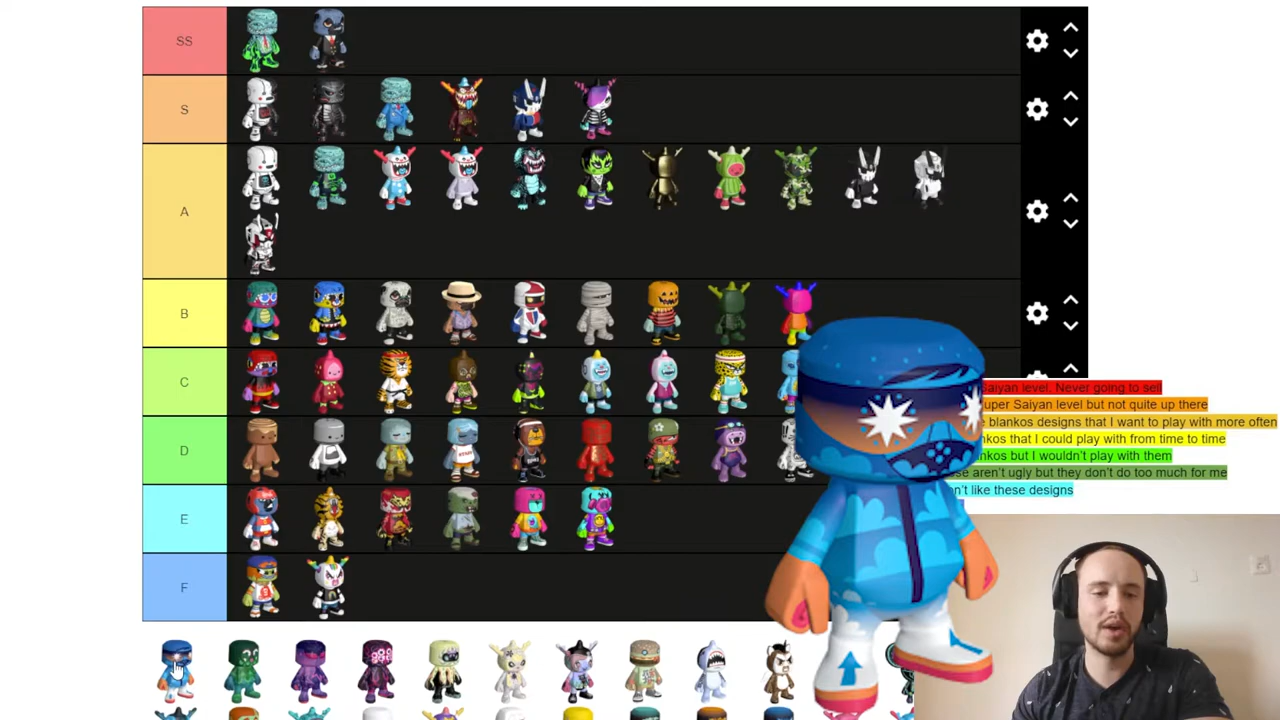 SS
S
A
B
C
D
E
F
Saiyan level. Never going to sell
uper Saiyan level but not quite up there
blankos designs that I want to play with more often
nkos that I could play with from time to time
ankos but I wouldn't play with them
se aren't ugly but they don't do too much for me
n't like these designs